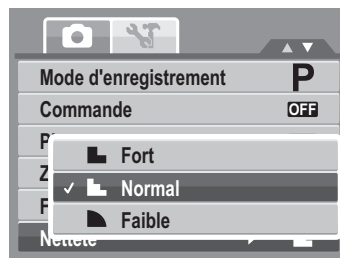 Mode d'enregistrement P
Commande OFF
Fort
Normal
Faible
Netteté